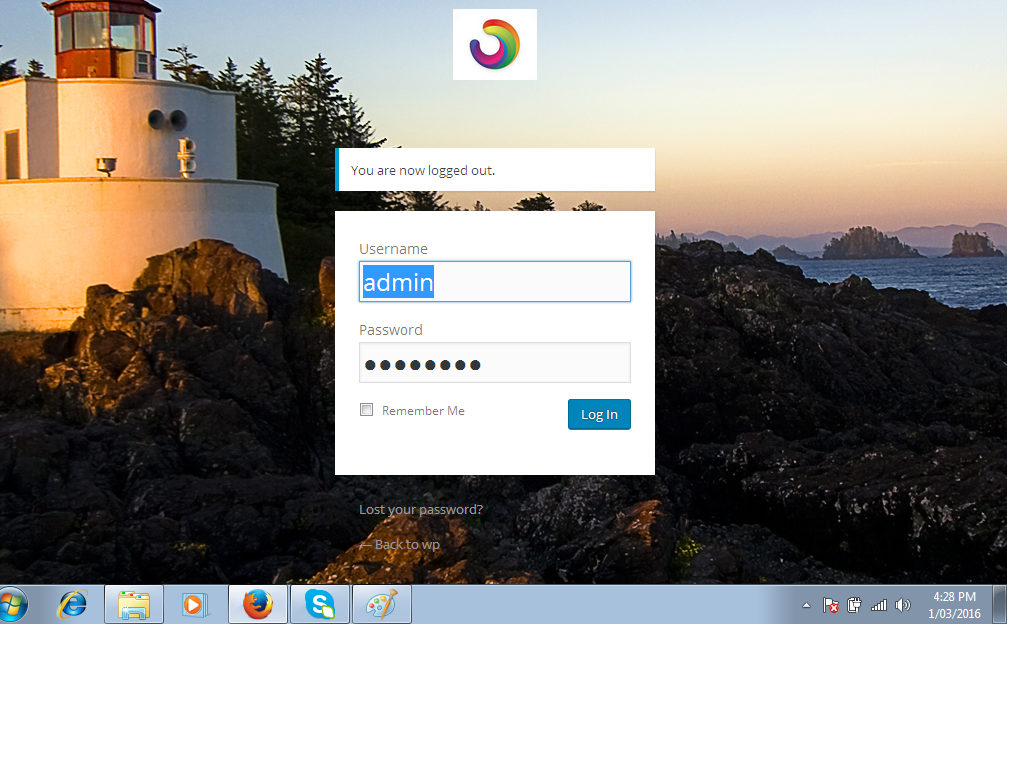 You are now logged out.
Username
admin
Password
Remember Me
Log In
Lost your password?
← Back to wp
4:28 PM
1/03/2016